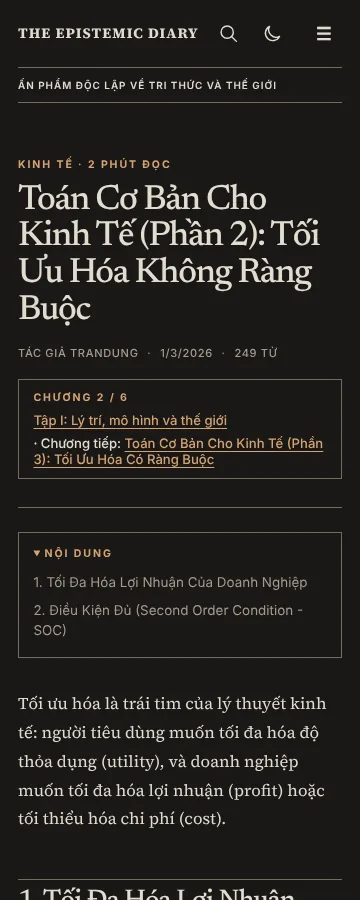 THE EPISTEMIC DIARY
ẤN PHẨM ĐỘC LẬP VỀ TRI THỨC VÀ THẾ GIỚI
KINH TẾ · 2 PHÚT ĐỌC
Toán Cơ Bản Cho
Kinh Tế (Phần 2): Tối
Ưu Hóa Không Ràng
Buộc
TÁC GIẢ TRANDUNG · 1/3/2026 · 249 TỪ
CHƯƠNG 2 / 6
Tập I: Lý trí, mô hình và thế giới
· Chương tiếp: Toán Cơ Bản Cho Kinh Tế (Phần
3): Tối Ưu Hóa Có Ràng Buộc
▼ NỘI DUNG
1. Tối Đa Hóa Lợi Nhuận Của Doanh Nghiệp
2. Điều Kiện Đủ (Second Order Condition -
SOC)
Tối ưu hóa là trái tim của lý thuyết kinh
tế: người tiêu dùng muốn tối đa hóa độ
thỏa dụng (utility), và doanh nghiệp
muốn tối đa hóa lợi nhuận (profit) hoặc
tối thiểu hóa chi phí (cost).
1. Tối Đa Hóa Lợi Nhuận